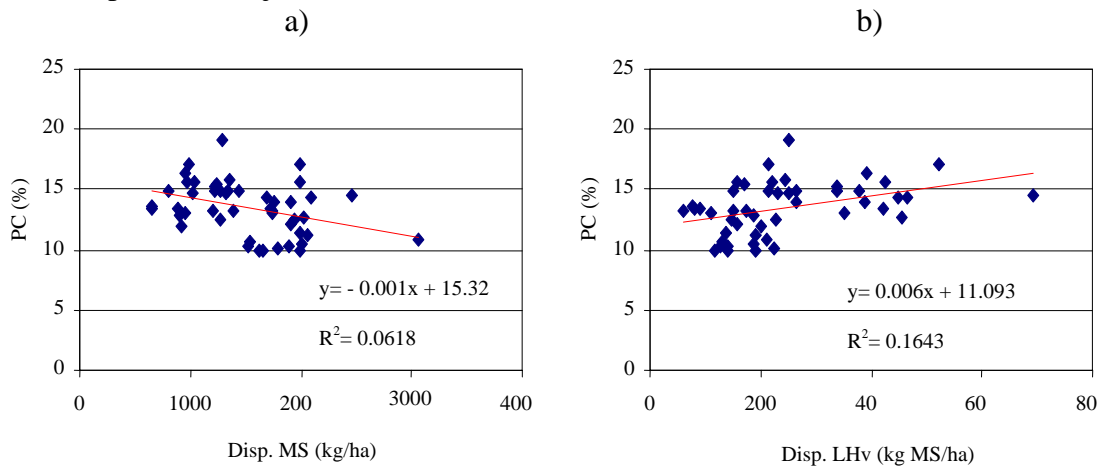 a)
25
20
15
10
5
0
PC (%)
y= - 0.001x + 15.32
R²= 0.0618
0 1000 200 3000 400
Disp. MS (kg/ha)
b)
25
20
15
10
5
0
PC (%)
y= 0.006x + 11.093
R²= 0.1643
0 200 40 60 80
Disp. LHv (kg MS/ha)